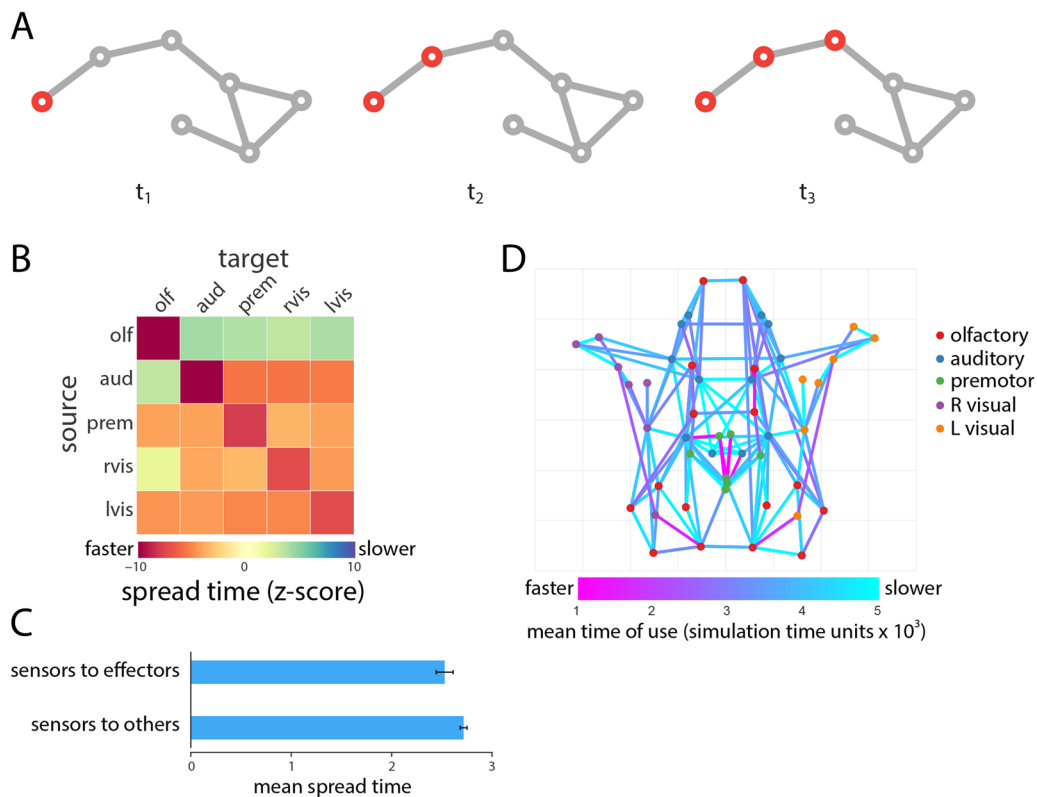 A
t1
t2
t3
B
target
olf
aud
prem
rvis
lvis
source
olf
aud
prem
rvis
lvis
faster
slower
−10
0
10
spread time (z-score)
C
sensors to effectors
sensors to others
0
1
2
3
mean spread time
D
olfactory
auditory
premotor
R visual
L visual
faster
slower
1
2
3
4
5
mean time of use (simulation time units x 10³)